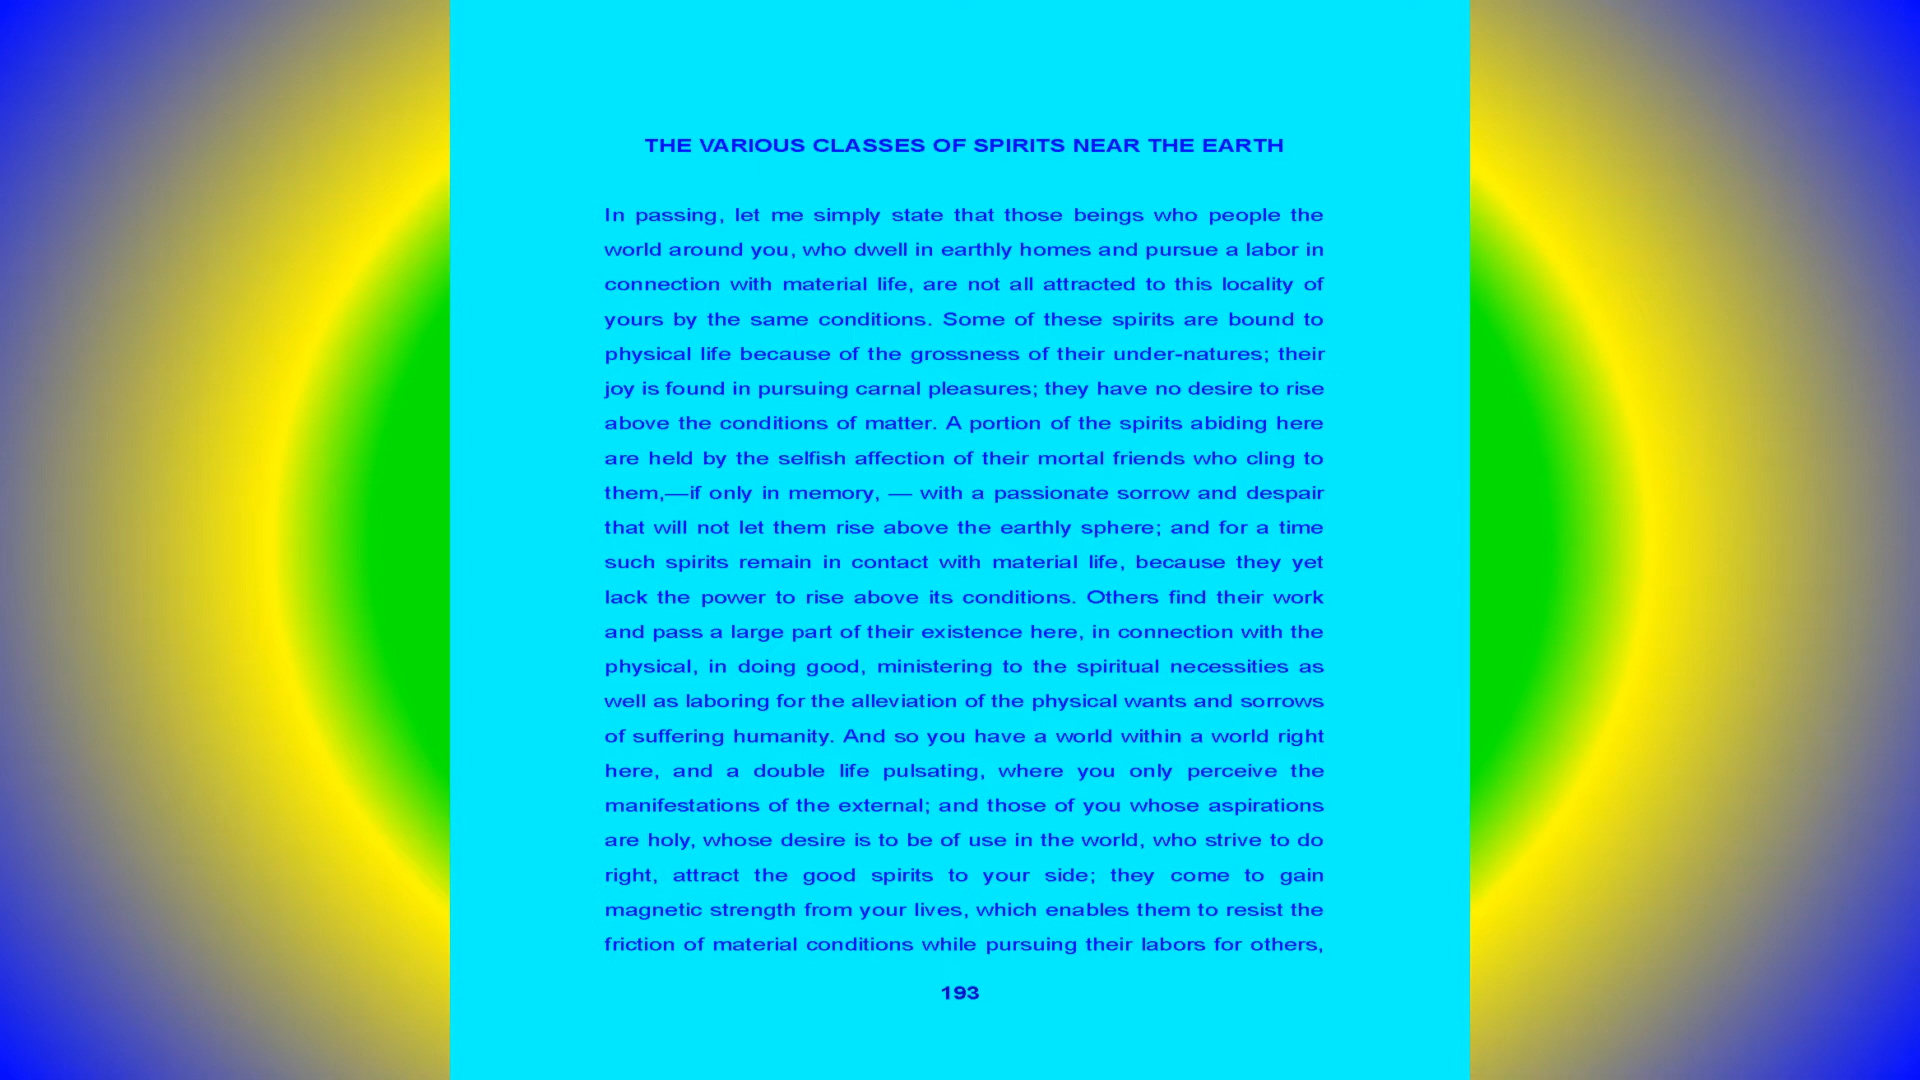 THE VARIOUS CLASSES OF SPIRITS NEAR THE EARTH
In passing, let me simply state that those beings who people the
world around you, who dwell in earthly homes and pursue a labor in
connection with material life, are not all attracted to this locality of
yours by the same conditions. Some of these spirits are bound to
physical life because of the grossness of their under-natures; their
joy is found in pursuing carnal pleasures; they have no desire to rise
above the conditions of matter. A portion of the spirits abiding here
are held by the selfish affection of their mortal friends who cling to
them,—if only in memory, — with a passionate sorrow and despair
that will not let them rise above the earthly sphere; and for a time
such spirits remain in contact with material life, because they yet
lack the power to rise above its conditions. Others find their work
and pass a large part of their existence here, in connection with the
physical, in doing good, ministering to the spiritual necessities as
well as laboring for the alleviation of the physical wants and sorrows
of suffering humanity. And so you have a world within a world right
here, and a double life pulsating, where you only perceive the
manifestations of the external; and those of you whose aspirations
are holy, whose desire is to be of use in the world, who strive to do
right, attract the good spirits to your side; they come to gain
magnetic strength from your lives, which enables them to resist the
friction of material conditions while pursuing their labors for others,
193